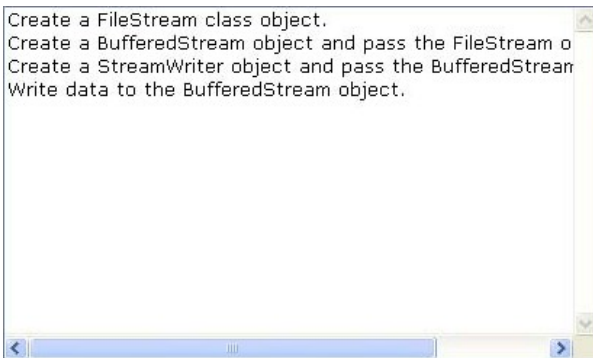 Create a FileStream class object.
Create a BufferedStream object and pass the FileStream o
Create a StreamWriter object and pass the BufferedStream
Write data to the BufferedStream object.